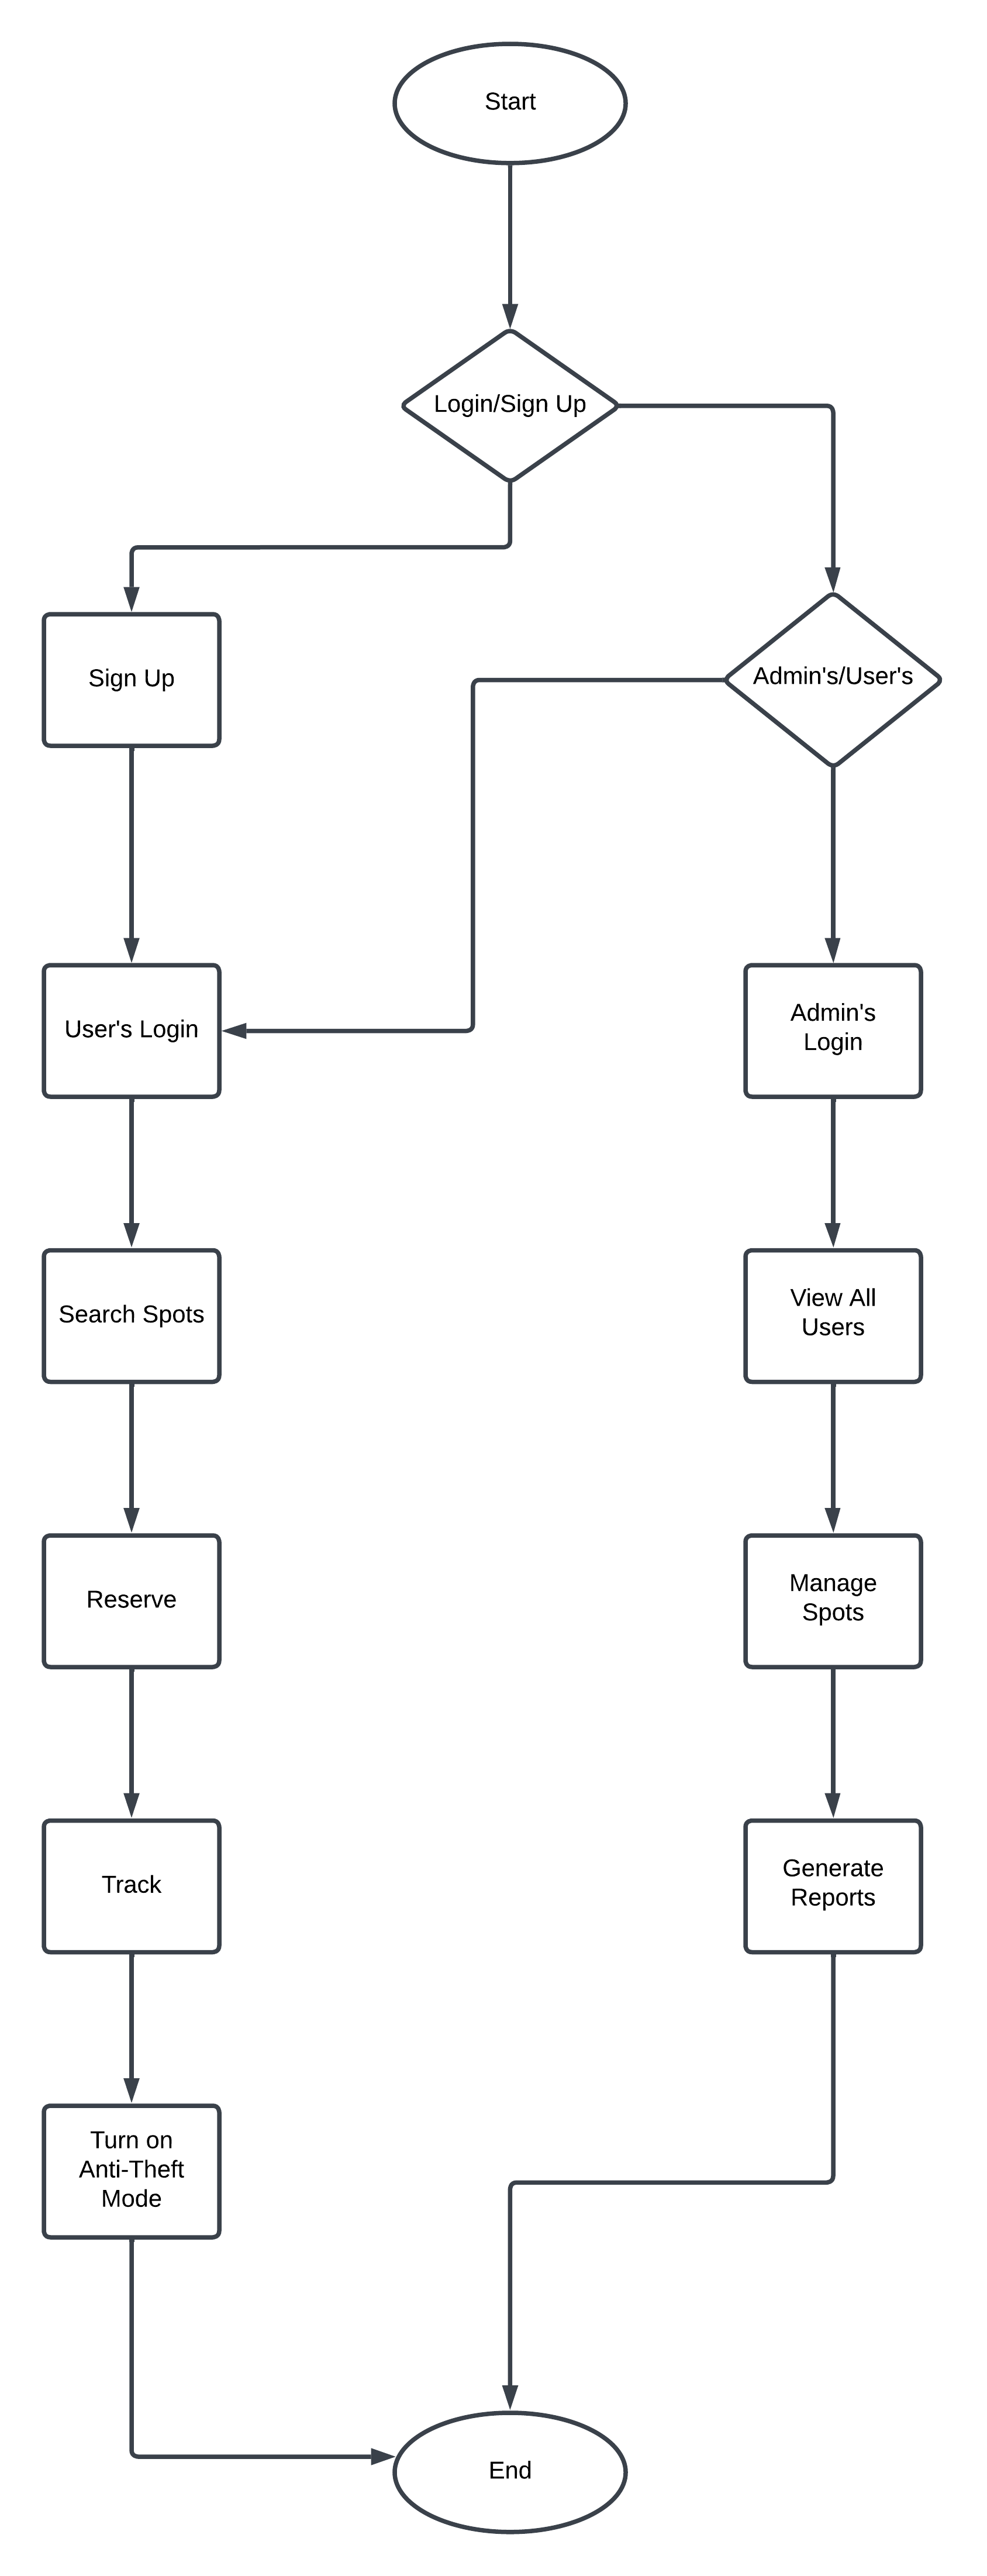 Start
Login/Sign Up
Sign Up
Admin's/User's
User's Login
Admin's
Login
Search Spots
View All
Users
Reserve
Manage
Spots
Track
Generate
Reports
Turn on
Anti-Theft
Mode
End